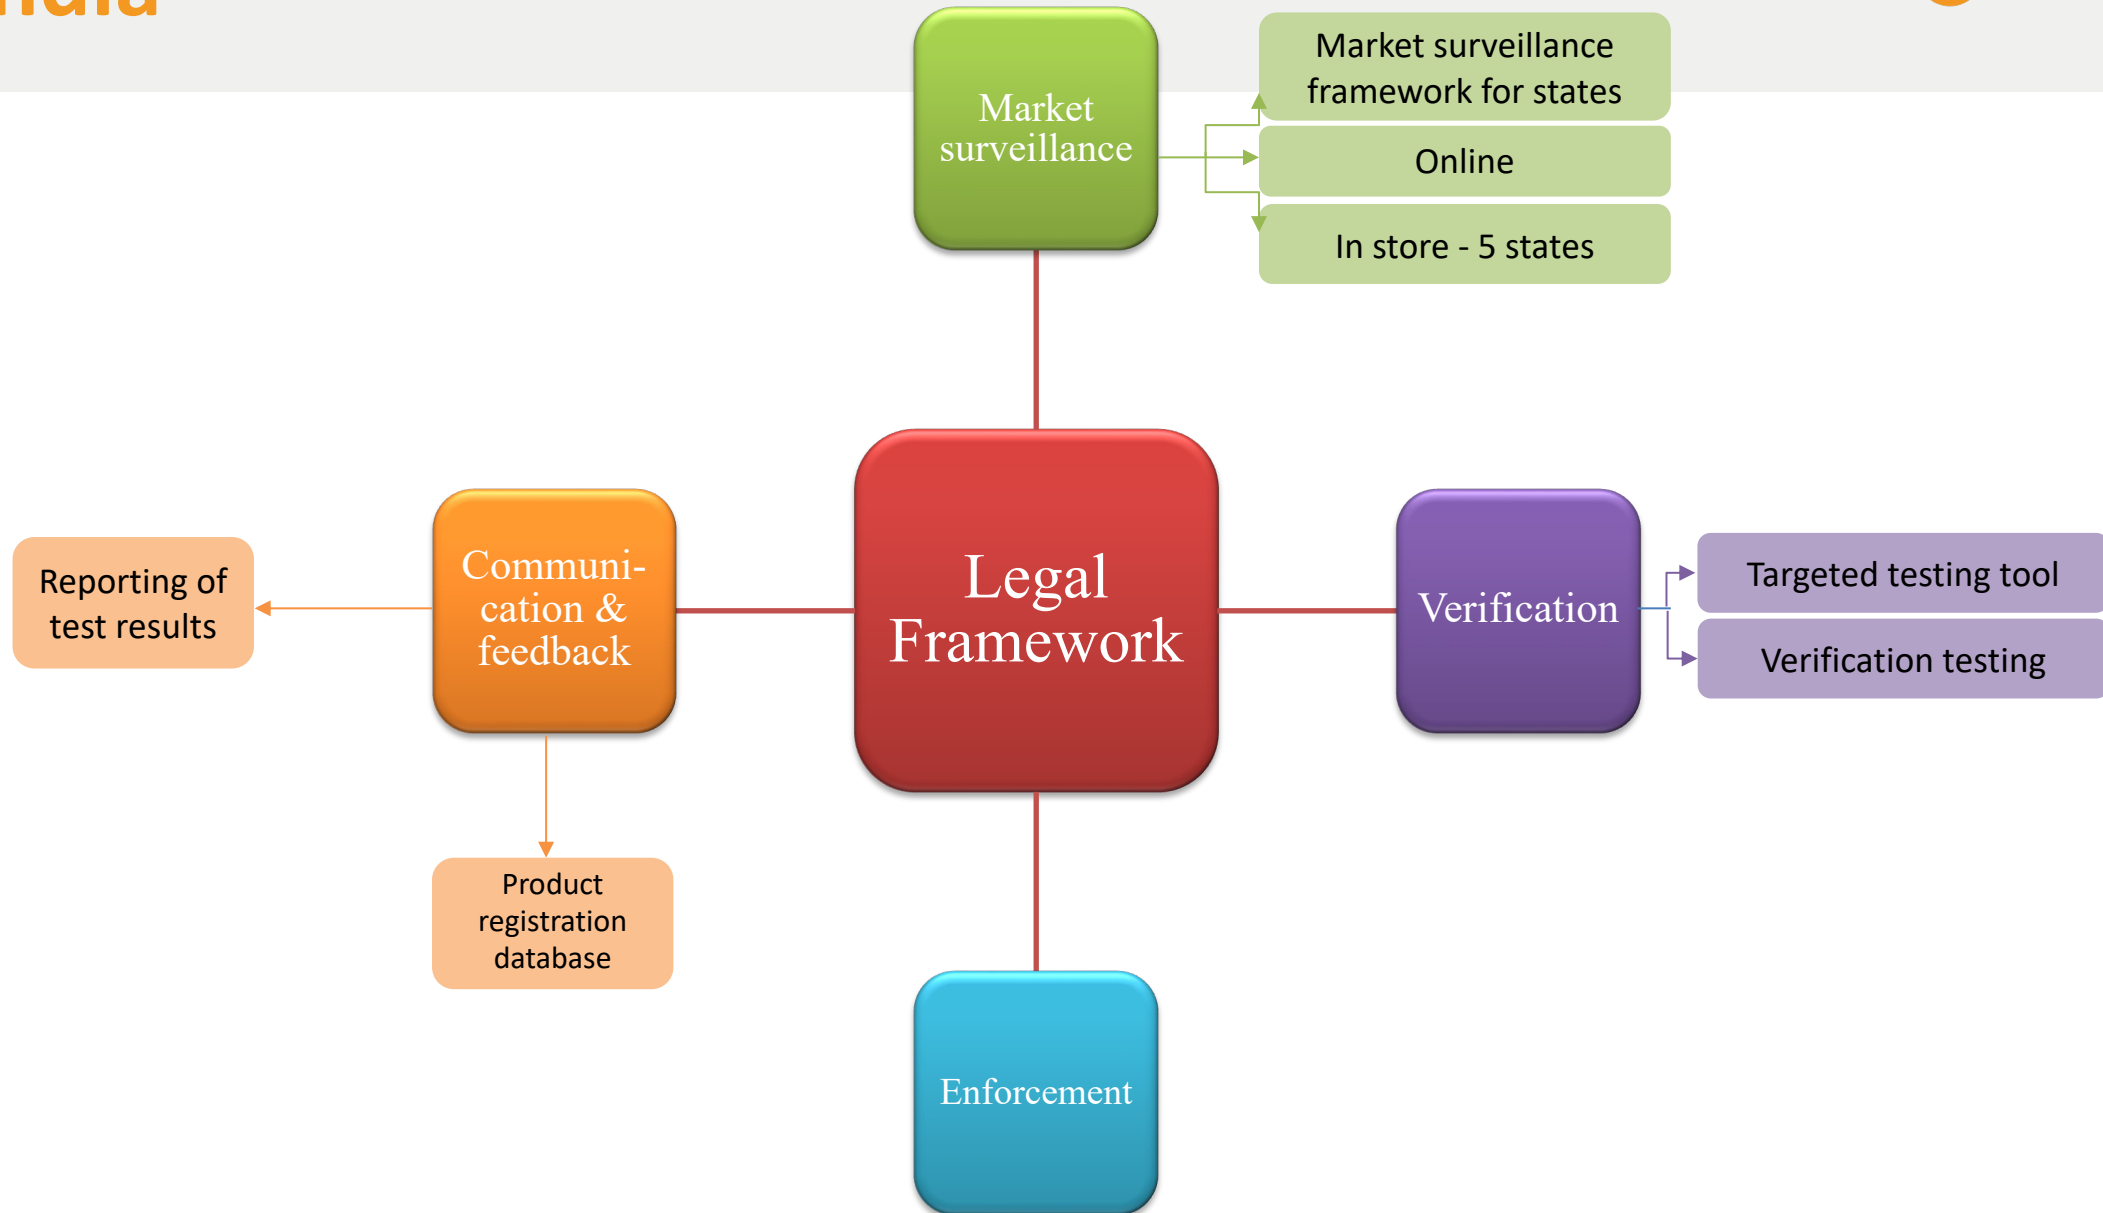 Market surveillance
framework for states
Market
surveillance
Online
In store - 5 states
Communi-
cation &
feedback
Reporting of
test results
Legal
Framework
Verification
Targeted testing tool
Verification testing
Product
registration
database
Enforcement